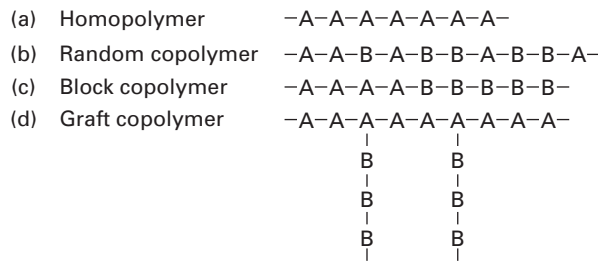 (a) Homopolymer –A–A–A–A–A–A–A–
(b) Random copolymer –A–A–B–A–B–B–A–B–B–A–
(c) Block copolymer –A–A–A–A–B–B–B–B–B–
(d) Graft copolymer –A–A–A–A–A–A–A–A–A–
B B
B B
B B